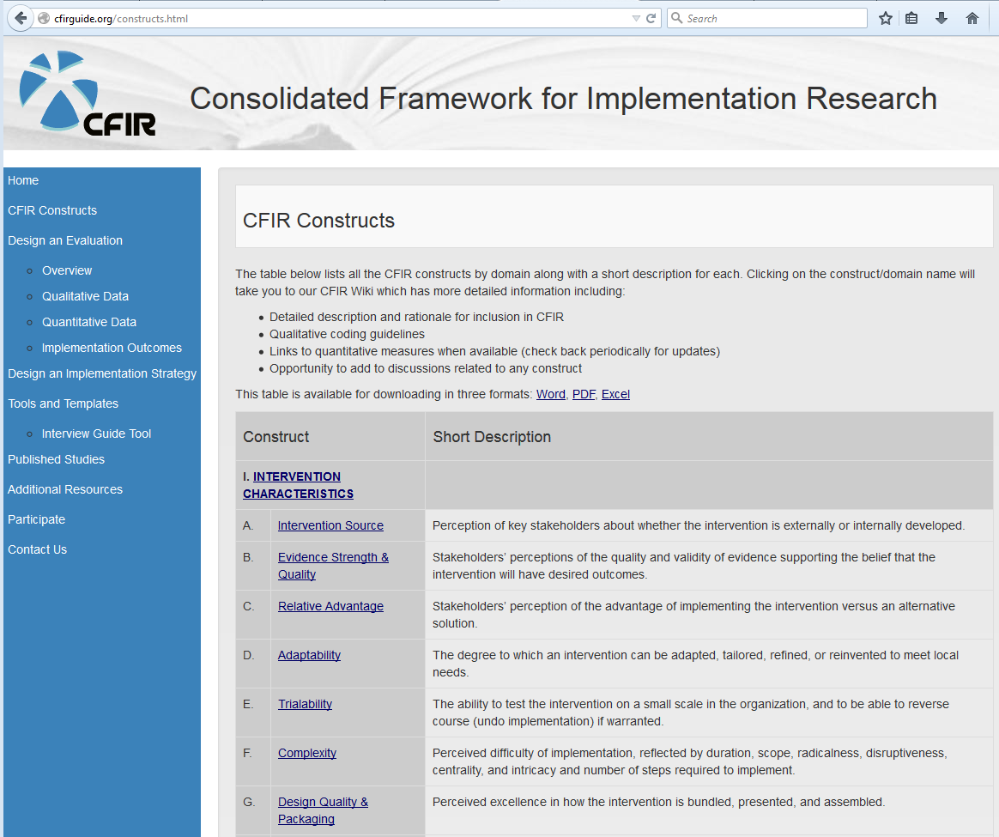 cfirguide.org/constructs.html
Search
CFIR
Consolidated Framework for Implementation Research
Home
CFIR Constructs
Design an Evaluation
Overview
Qualitative Data
Quantitative Data
Implementation Outcomes
Design an Implementation Strategy
Tools and Templates
Interview Guide Tool
Published Studies
Additional Resources
Participate
Contact Us
CFIR Constructs
The table below lists all the CFIR constructs by domain along with a short description for each. Clicking on the construct/domain name will
take you to our CFIR Wiki which has more detailed information including:
Detailed description and rationale for inclusion in CFIR
Qualitative coding guidelines
Links to quantitative measures when available (check back periodically for updates)
Opportunity to add to discussions related to any construct
This table is available for downloading in three formats: Word, PDF, Excel
Construct
Short Description
I. INTERVENTION
CHARACTERISTICS
A.
Intervention Source
Perception of key stakeholders about whether the intervention is externally or internally developed.
B.
Evidence Strength &
Quality
Stakeholders’ perceptions of the quality and validity of evidence supporting the belief that the
intervention will have desired outcomes.
C.
Relative Advantage
Stakeholders’ perception of the advantage of implementing the intervention versus an alternative
solution.
D.
Adaptability
The degree to which an intervention can be adapted, tailored, refined, or reinvented to meet local
needs.
E.
Trialability
The ability to test the intervention on a small scale in the organization, and to be able to reverse
course (undo implementation) if warranted.
F.
Complexity
Perceived difficulty of implementation, reflected by duration, scope, radicalness, disruptiveness,
centrality, and intricacy and number of steps required to implement.
G.
Design Quality &
Packaging
Perceived excellence in how the intervention is bundled, presented, and assembled.